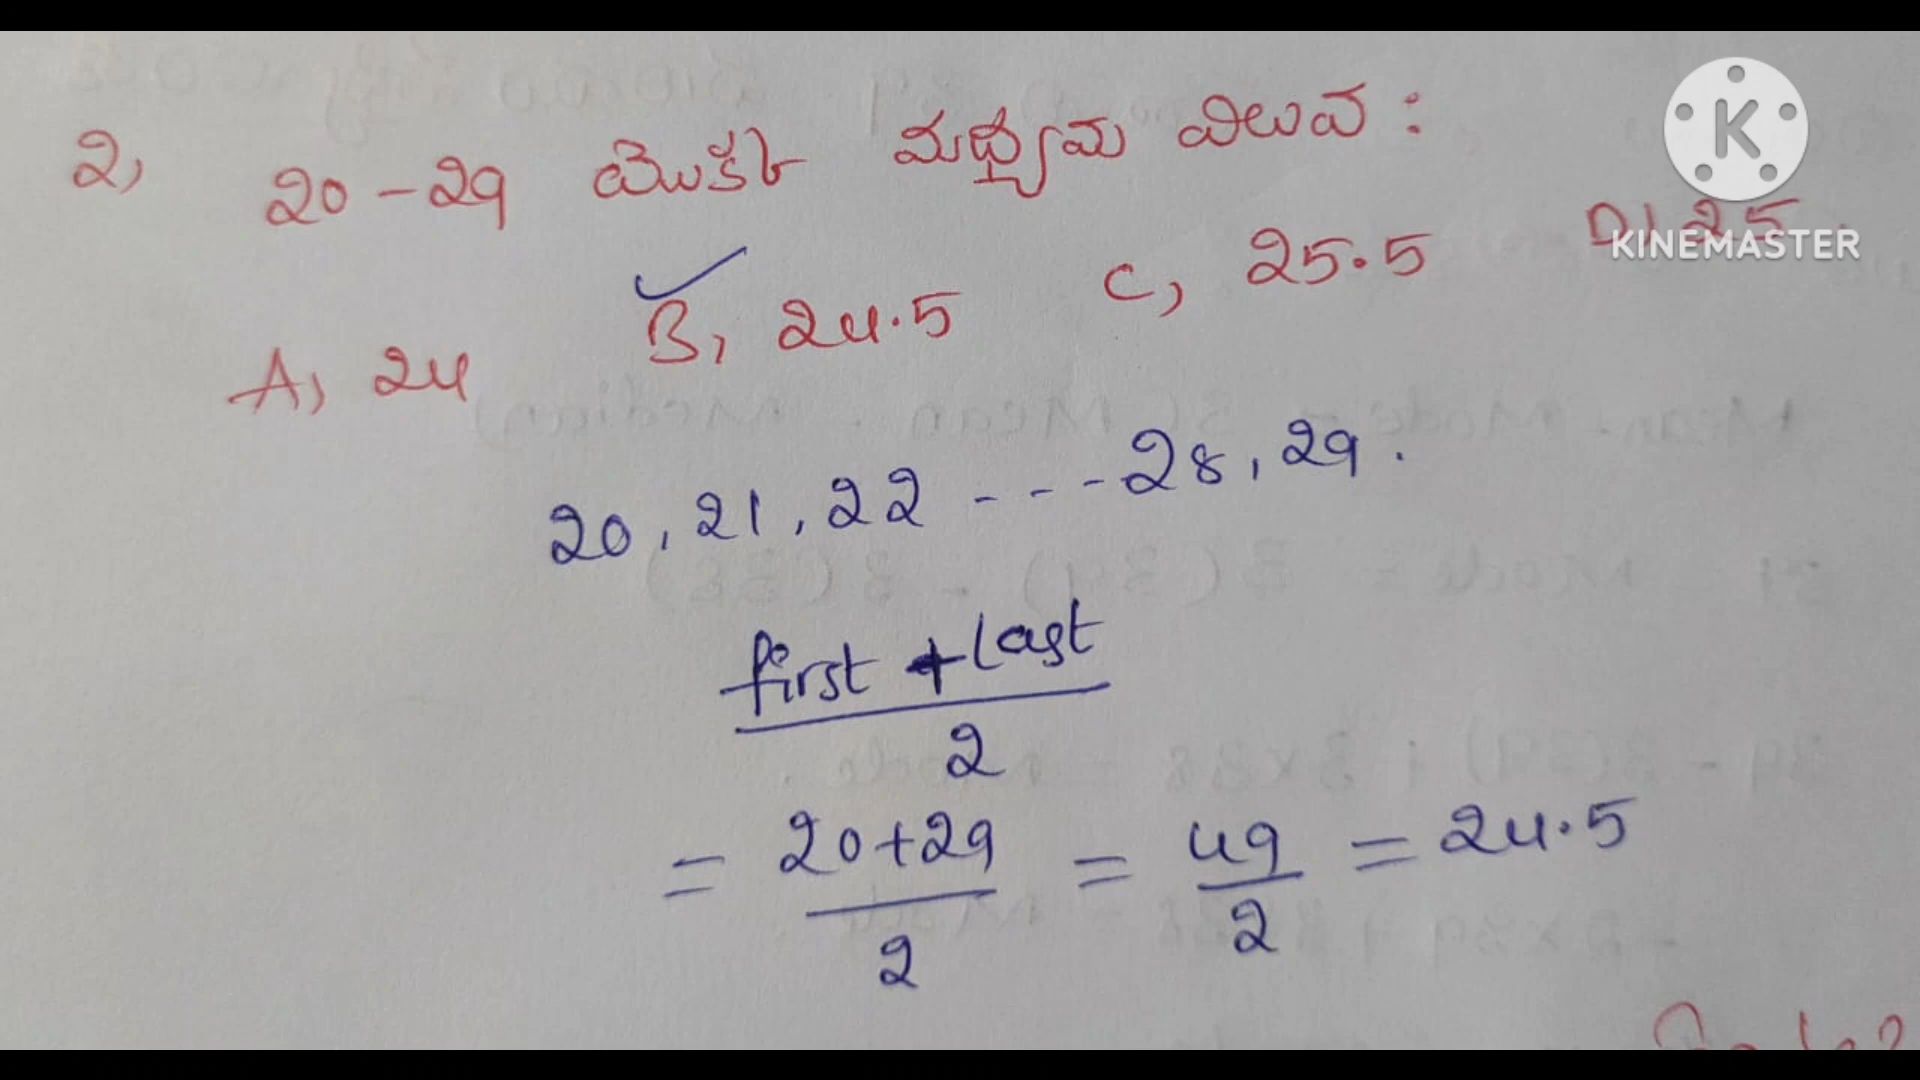 2, 20-29 ಮೊತ್ತ ಮಧ್ಯಮ ವಿಲುವ :
A, 24 B, 24.5 C, 25.5 D, 25.
K
KINEMASTER
20, 21, 22 ---28, 29.
first + last
2
= 20+29 = 49 = 24.5
2 2